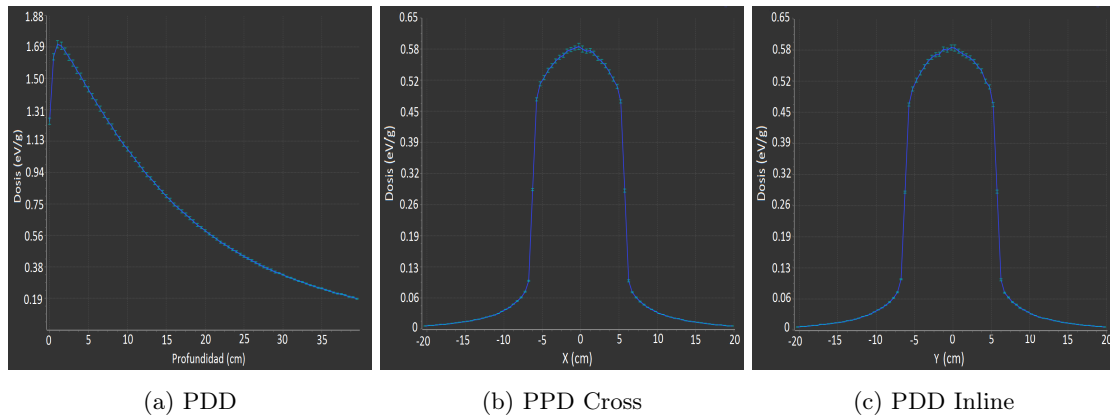 1.88
1.69
1.50
1.31
1.13
0.94
0.75
0.56
0.38
0.19
Dosis (eV/g)
0 5 10 15 20 25 30 35
Profundidad (cm)
(a) PDD
0.65
0.58
0.52
0.45
0.39
0.32
0.26
0.19
0.13
0.06
0
Dosis (eV/g)
-20 -15 -10 -5 0 5 10 15 20
X (cm)
(b) PPD Cross
0.65
0.58
0.52
0.45
0.39
0.32
0.26
0.19
0.13
0.06
0
Dosis (eV/g)
-20 -15 -10 -5 0 5 10 15 20
Y (cm)
(c) PDD Inline